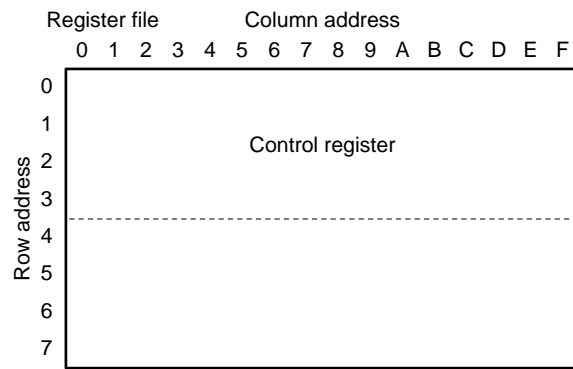 Register file
Column address
0 1 2 3 4 5 6 7 8 9 A B C D E F
Row address
0
1
2
3
4
5
6
7
Control register